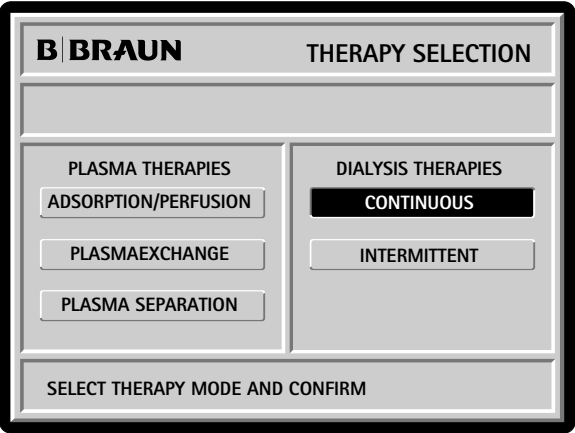 B|BRAUN THERAPY SELECTION
PLASMA THERAPIES
ADSORPTION/PERFUSION
PLASMAEXCHANGE
PLASMA SEPARATION
DIALYSIS THERAPIES
CONTINUOUS
INTERMITTENT
SELECT THERAPY MODE AND CONFIRM